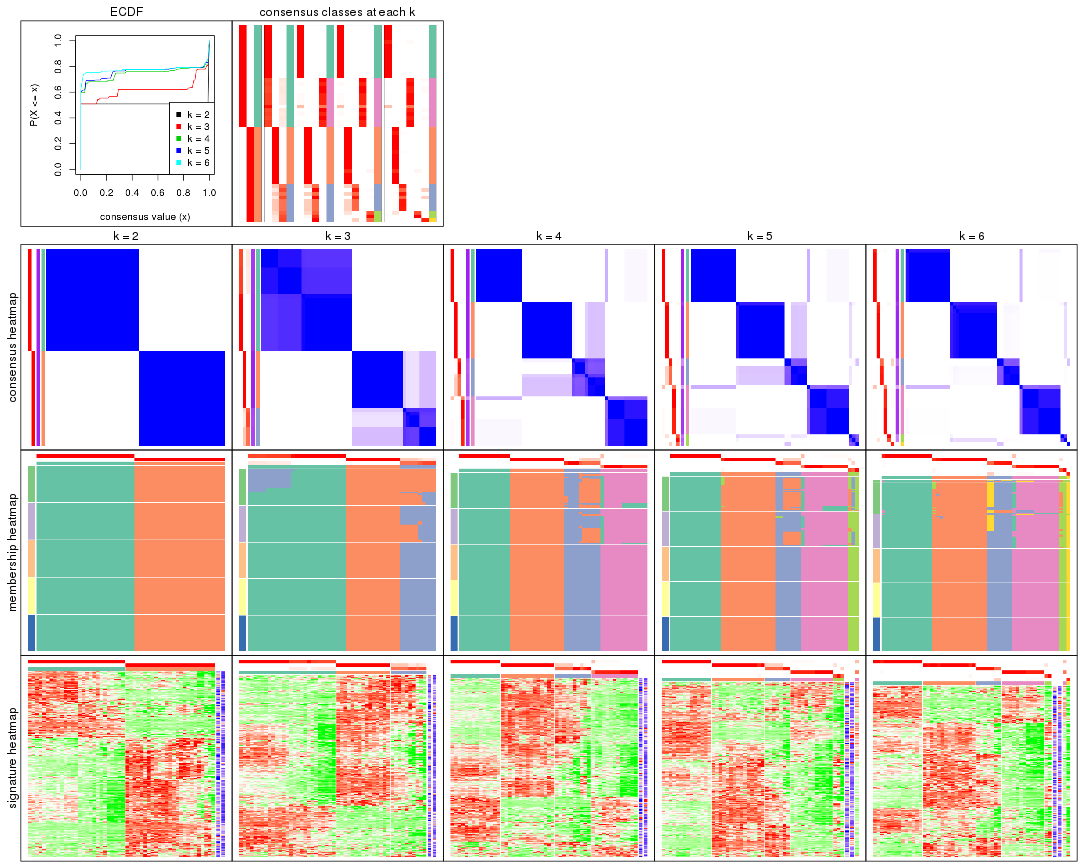 ECDF
consensus classes at each k
P(X <= x)
0.0 0.2 0.4 0.6 0.8 1.0
k = 2
k = 3
k = 4
k = 5
k = 6
0.0 0.2 0.4 0.6 0.8 1.0
consensus value (x)
k = 2
k = 3
k = 4
k = 5
k = 6
consensus heatmap
membership heatmap
signature heatmap